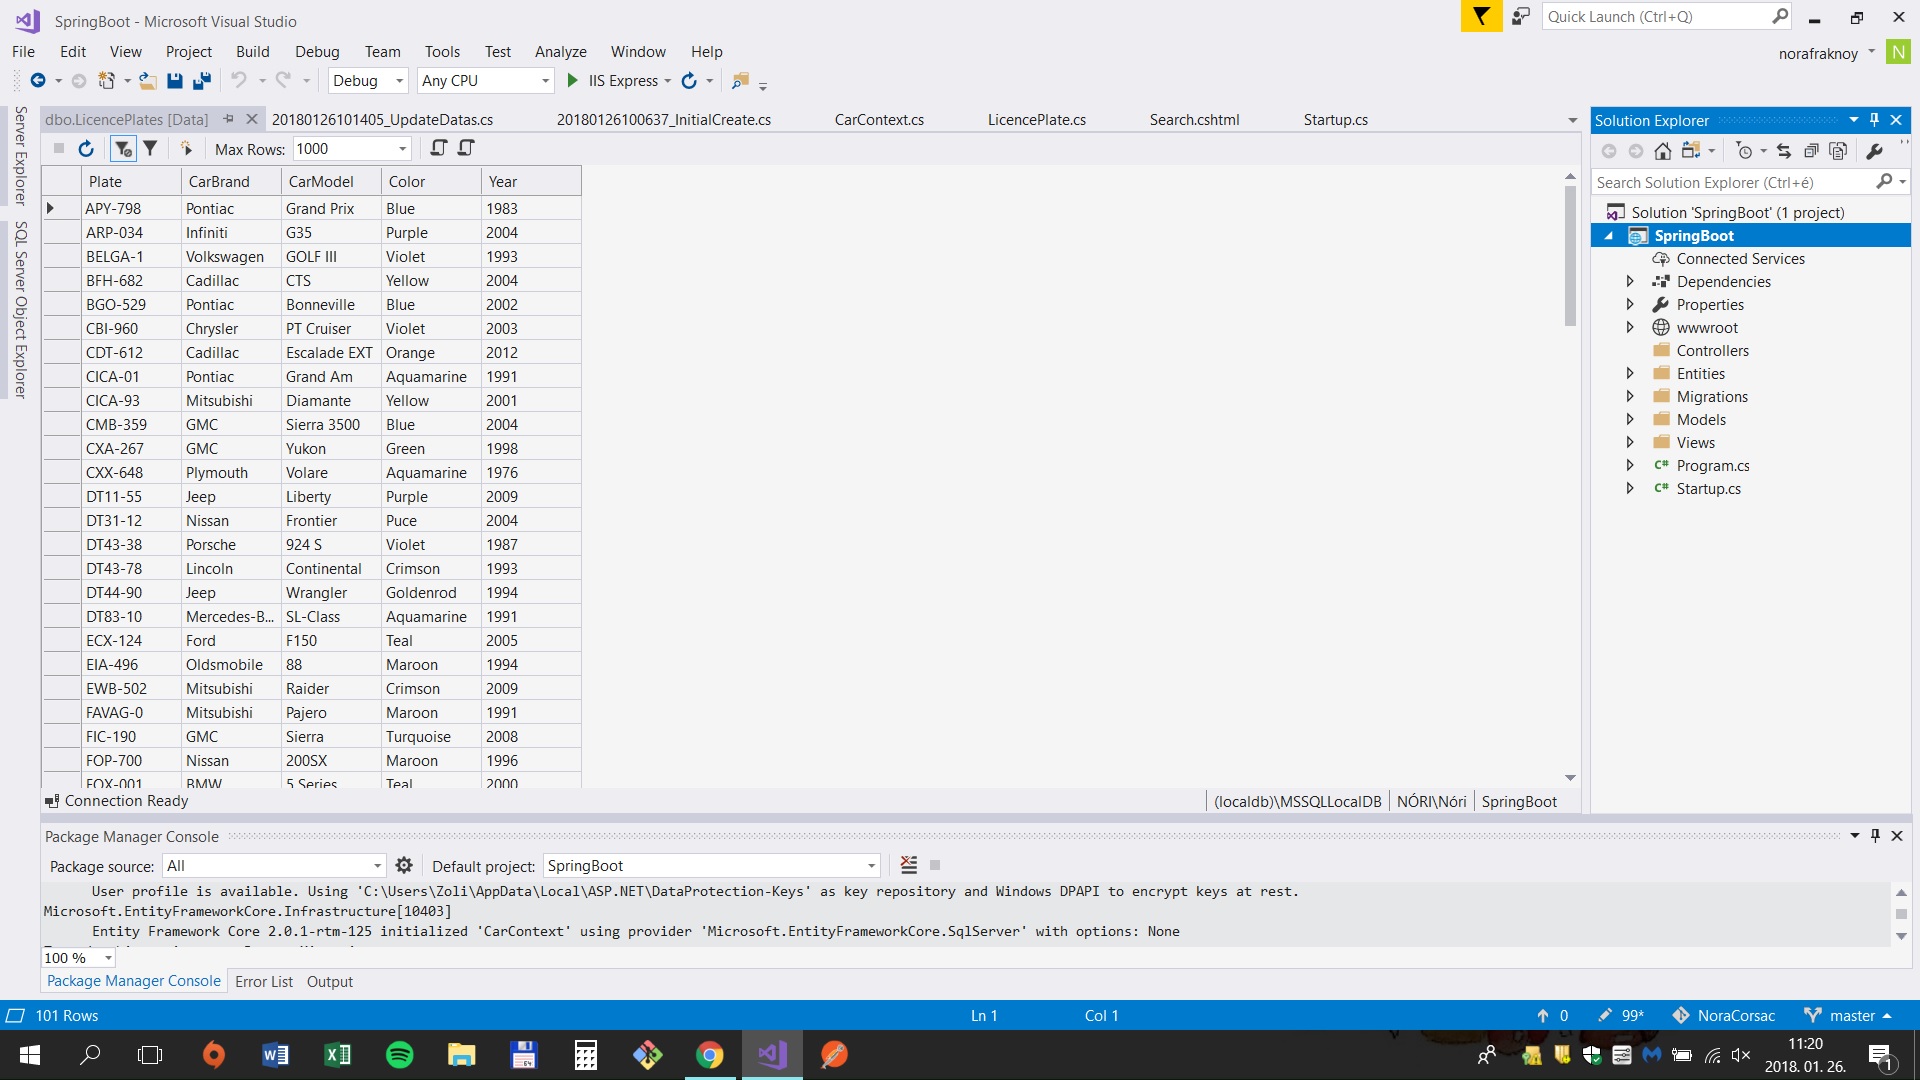 SpringBoot - Microsoft Visual Studio
Quick Launch (Ctrl+Q)
File Edit View Project Build Debug Team Tools Test Analyze Window Help
norafraknoy N
Debug Any CPU IIS Express
Server Explorer
SQL Server Object Explorer
dbo.LicencePlates [Data] 20180126101405_UpdateDatas.cs 20180126100637_InitialCreate.cs CarContext.cs LicencePlate.cs Search.cshtml Startup.cs
Max Rows: 1000
Plate CarBrand CarModel Color Year
APY-798 Pontiac Grand Prix Blue 1983
ARP-034 Infiniti G35 Purple 2004
BELGA-1 Volkswagen GOLF III Violet 1993
BFH-682 Cadillac CTS Yellow 2004
BGO-529 Pontiac Bonneville Blue 2002
CBI-960 Chrysler PT Cruiser Violet 2003
CDT-612 Cadillac Escalade EXT Orange 2012
CICA-01 Pontiac Grand Am Aquamarine 1991
CICA-93 Mitsubishi Diamante Yellow 2001
CMB-359 GMC Sierra 3500 Blue 2004
CXA-267 GMC Yukon Green 1998
CXX-648 Plymouth Volare Aquamarine 1976
DT11-55 Jeep Liberty Purple 2009
DT31-12 Nissan Frontier Puce 2004
DT43-38 Porsche 924 S Violet 1987
DT43-78 Lincoln Continental Crimson 1993
DT44-90 Jeep Wrangler Goldenrod 1994
DT83-10 Mercedes-B... SL-Class Aquamarine 1991
ECX-124 Ford F150 Teal 2005
EIA-496 Oldsmobile 88 Maroon 1994
EWB-502 Mitsubishi Raider Crimson 2009
FAVAG-0 Mitsubishi Pajero Maroon 1991
FIC-190 GMC Sierra Turquoise 2008
FOP-700 Nissan 200SX Maroon 1996
FOX-001 BMW 5 Series Teal 2000
Connection Ready
(localdb)\MSSQLLocalDB NÓRI\Nóri SpringBoot
Solution Explorer
Search Solution Explorer (Ctrl+é)
Solution 'SpringBoot' (1 project)
SpringBoot
Connected Services
Dependencies
Properties
wwwroot
Controllers
Entities
Migrations
Models
Views
C# Program.cs
C# Startup.cs
Package Manager Console
Package source: All Default project: SpringBoot
User profile is available. Using 'C:\Users\Zoli\AppData\Local\ASP.NET\DataProtection-Keys' as key repository and Windows DPAPI to encrypt keys at rest.
Microsoft.EntityFrameworkCore.Infrastructure[10403]
Entity Framework Core 2.0.1-rtm-125 initialized 'CarContext' using provider 'Microsoft.EntityFrameworkCore.SqlServer' with options: None
100 %
Package Manager Console Error List Output
101 Rows Ln 1 Col 1 0 99* NoraCorsac master
11:20
2018. 01. 26.
1